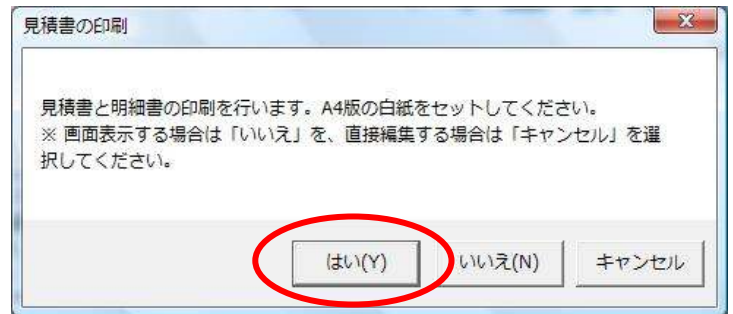 見積書の印刷
見積書と明細書の印刷を行います。A4版の白紙をセットしてください。
※ 画面表示する場合は「いいえ」を、直接編集する場合は「キャンセル」を選
択してください。
はい(Y) いいえ(N) キャンセル